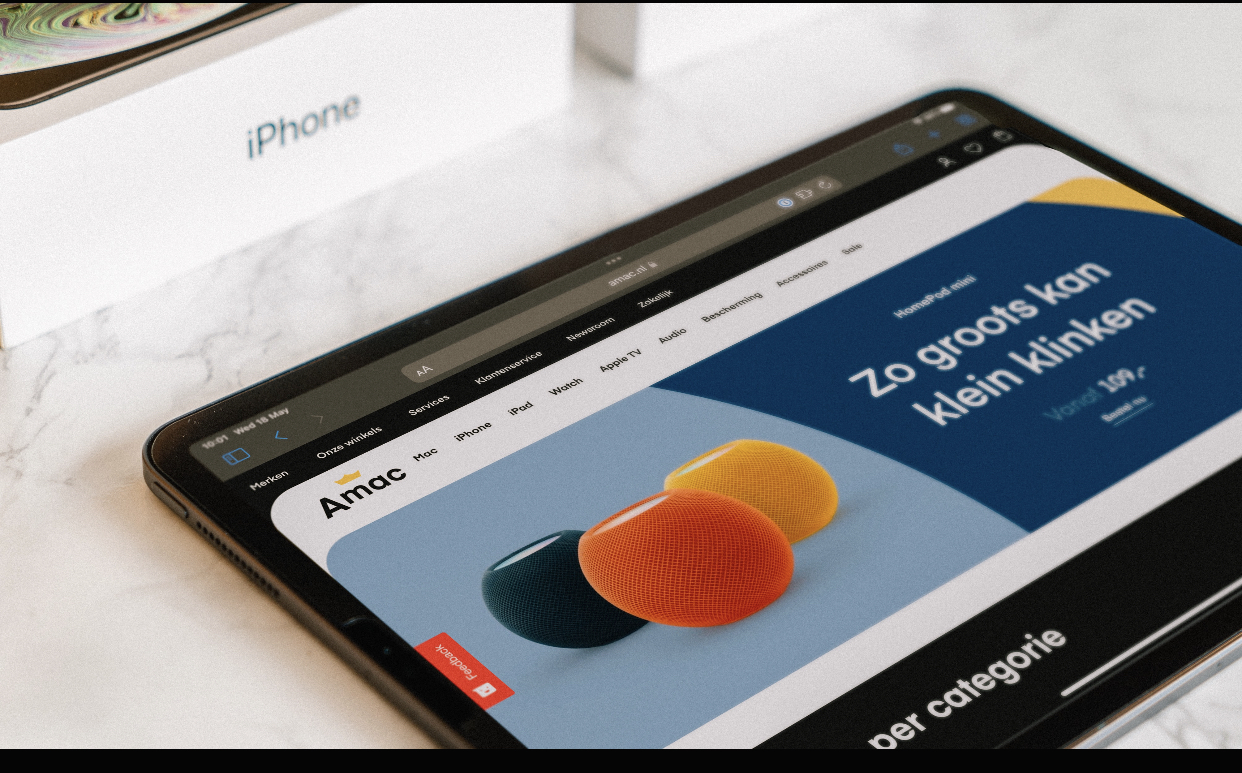 iPhone
10:01 Wed 18 May
AA
amac.nl
Merken Onze winkels Services Klantenservice Newsroom Zakelijk
Amac Mac iPhone iPad Watch Apple TV Audio Bescherming Accessoires Sale
HomePod mini
Zo groots kan
klein klinken
Vanaf 109,-
Bestel nu
Feedback
per categorie